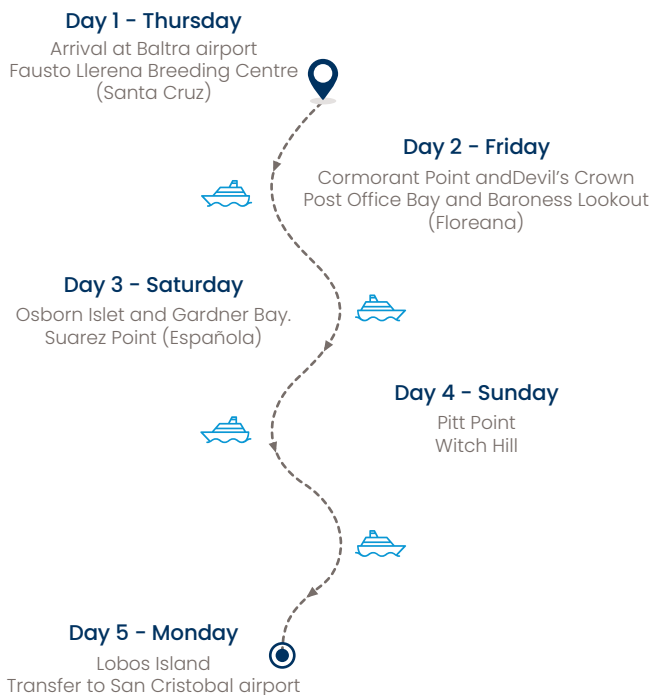 Day 1 - Thursday
Arrival at Baltra airport
Fausto Llerena Breeding Centre
(Santa Cruz)
Day 2 - Friday
Cormorant Point andDevil's Crown
Post Office Bay and Baroness Lookout
(Floreana)
Day 3 - Saturday
Osborn Islet and Gardner Bay.
Suarez Point (Española)
Day 4 - Sunday
Pitt Point
Witch Hill
Day 5 - Monday
Lobos Island
Transfer to San Cristobal airport